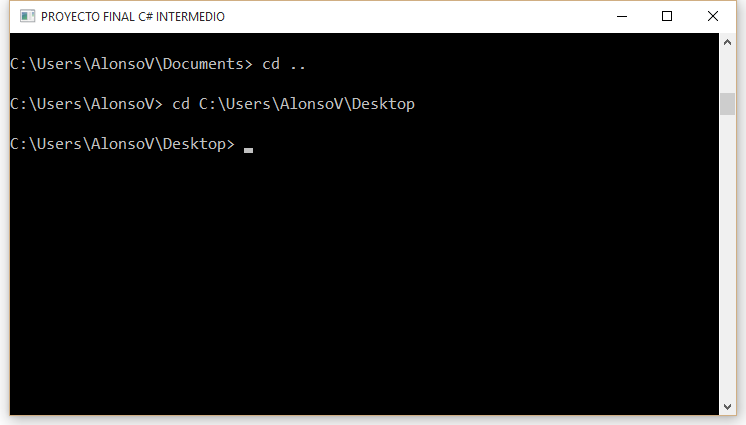 PROYECTO FINAL C# INTERMEDIO
C:\Users\AlonsoV\Documents> cd ..
C:\Users\AlonsoV> cd C:\Users\AlonsoV\Desktop
C:\Users\AlonsoV\Desktop>